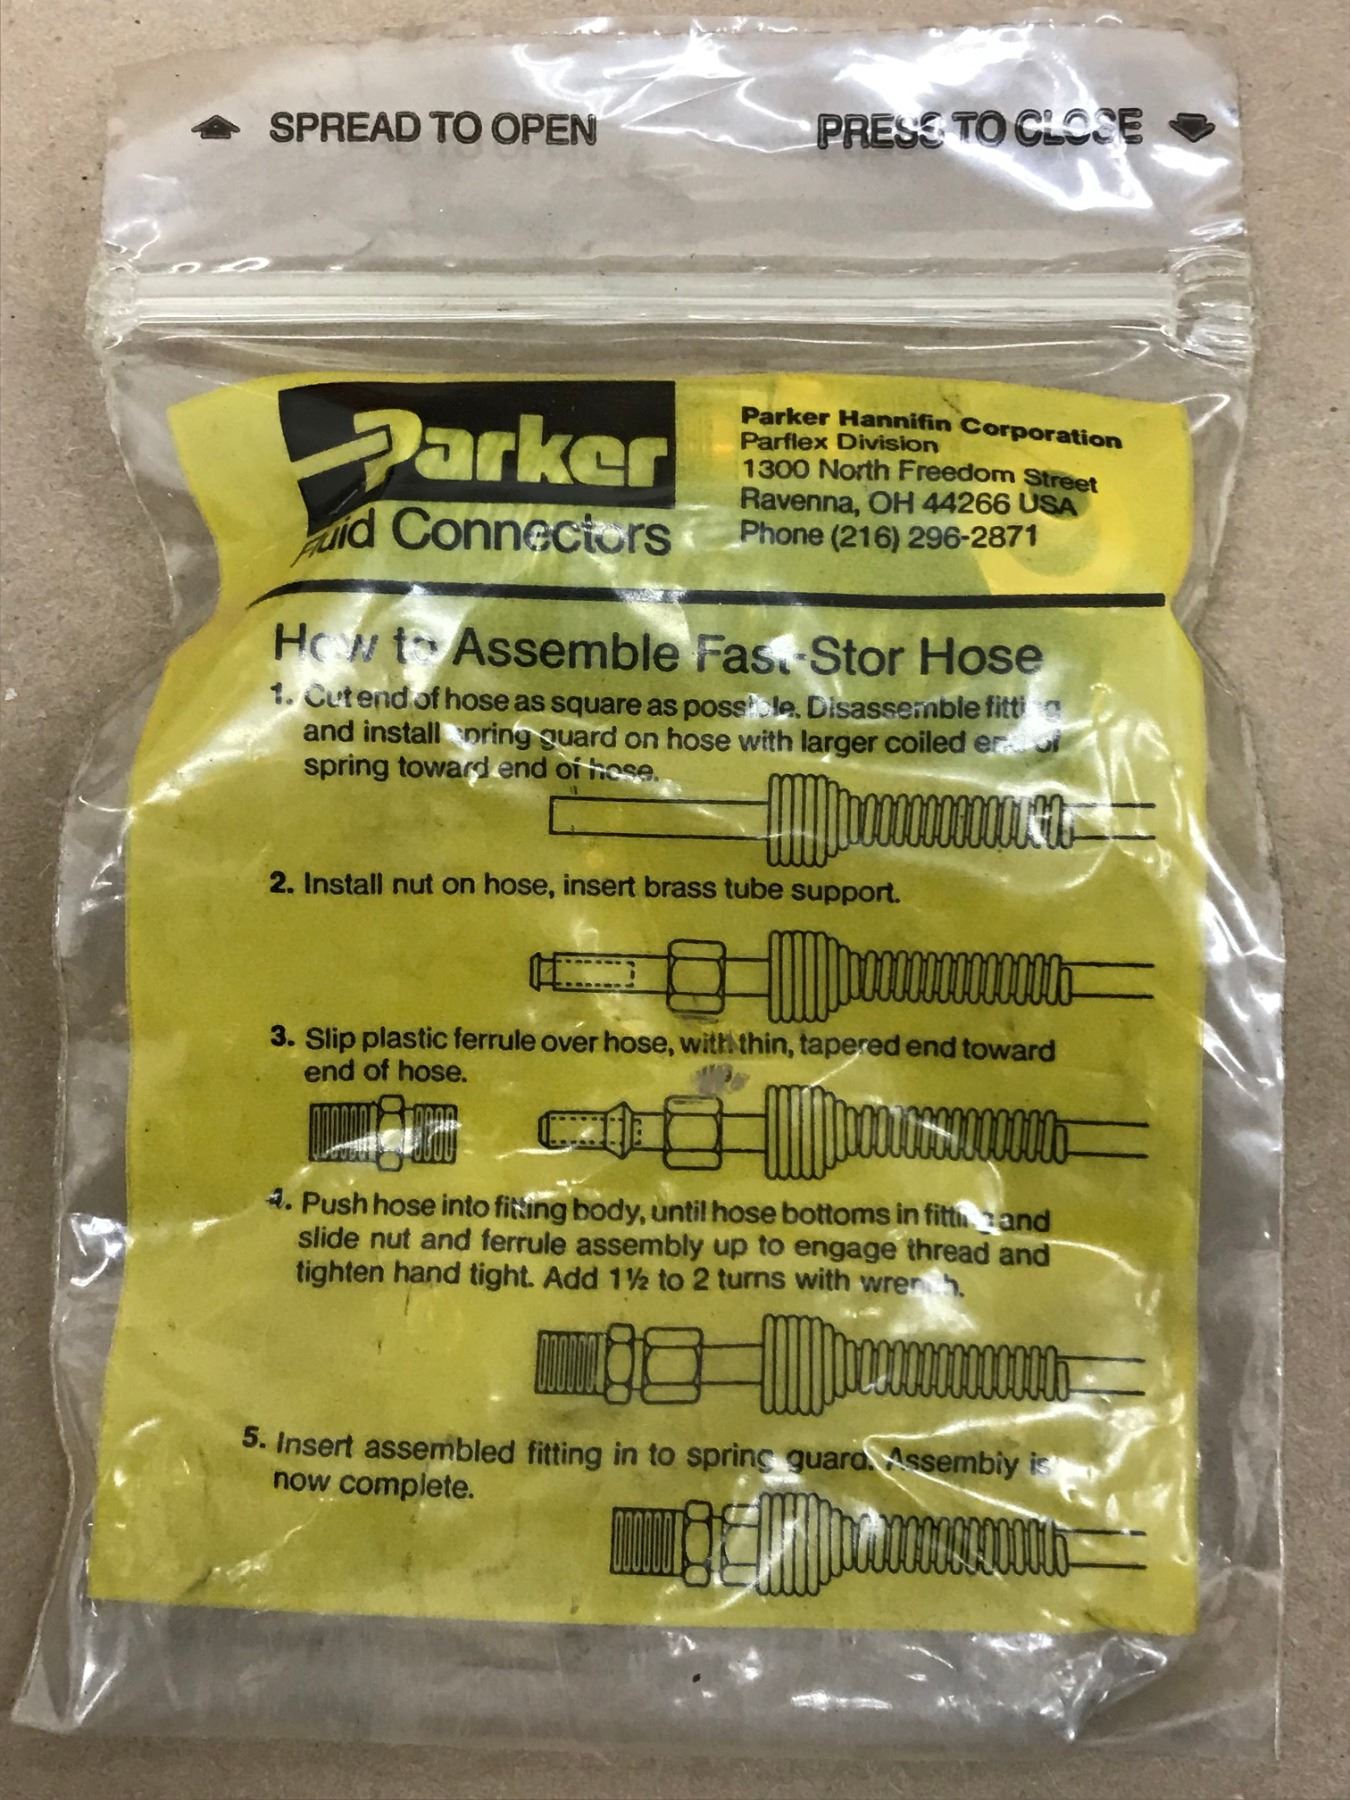 SPREAD TO OPEN
PRESS TO CLOSE
Parker
Fluid Connectors
Parker Hannifin Corporation
Parflex Division
1300 North Freedom Street
Ravenna, OH 44266 USA
Phone (216) 296-2871
How to Assemble Fast-Stor Hose
1. Cut end of hose as square as possible. Disassemble fitting
and install spring guard on hose with larger coiled end of
spring toward end of hose.
2. Install nut on hose, insert brass tube support.
3. Slip plastic ferrule over hose, with thin, tapered end toward
end of hose.
4. Push hose into fitting body, until hose bottoms in fitting and
slide nut and ferrule assembly up to engage thread and
tighten hand tight. Add 1½ to 2 turns with wrench.
5. Insert assembled fitting in to spring guard. Assembly is
now complete.